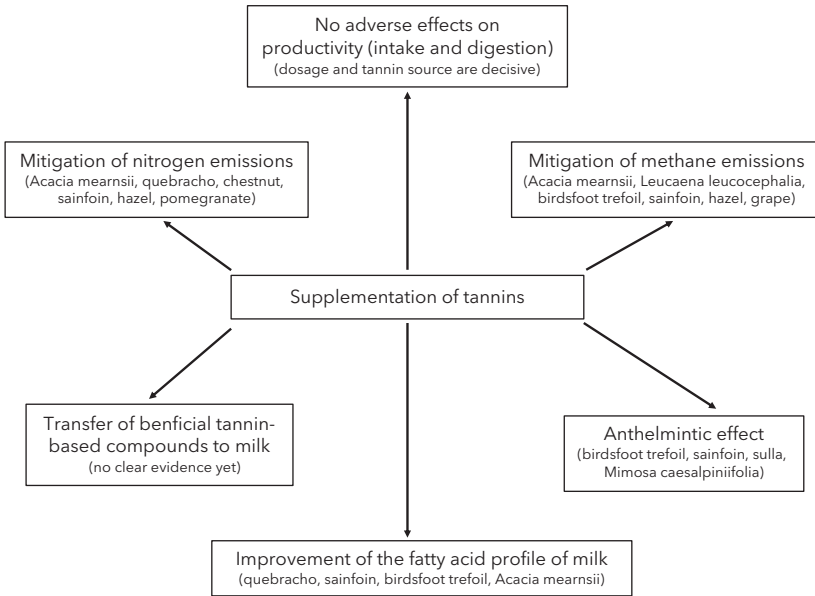 No adverse effects on
productivity (intake and digestion)
(dosage and tannin source are decisive)
Mitigation of nitrogen emissions
(Acacia mearnsii, quebracho, chestnut,
sainfoin, hazel, pomegranate)
Mitigation of methane emissions
(Acacia mearnsii, Leucaena leucocephalia,
birdsfoot trefoil, sainfoin, hazel, grape)
Supplementation of tannins
Transfer of benficial tannin-
based compounds to milk
(no clear evidence yet)
Anthelmintic effect
(birdsfoot trefoil, sainfoin, sulla,
Mimosa caesalpiniifolia)
Improvement of the fatty acid profile of milk
(quebracho, sainfoin, birdsfoot trefoil, Acacia mearnsii)